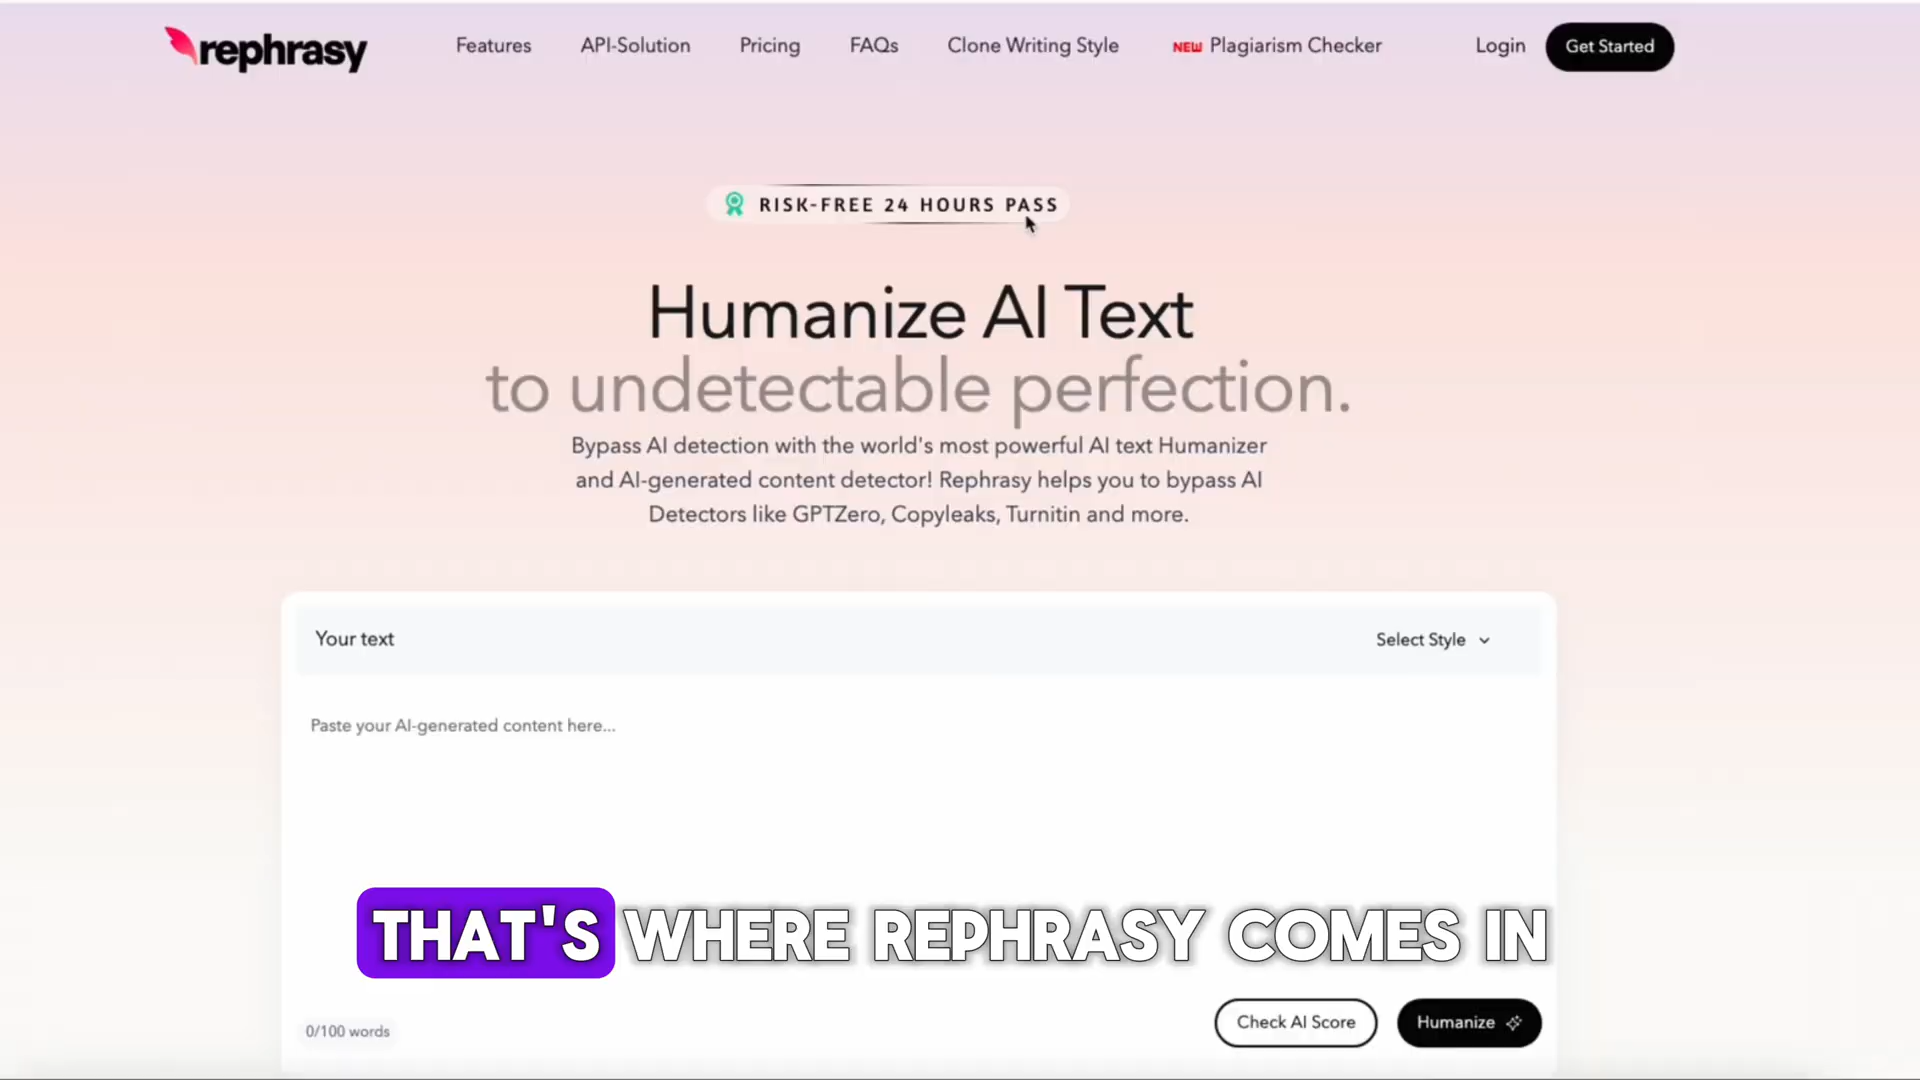 rephrasy
Features API-Solution Pricing FAQs Clone Writing Style NEW Plagiarism Checker Login Get Started
RISK-FREE 24 HOURS PASS
Humanize AI Text
to undetectable perfection.
Bypass AI detection with the world's most powerful AI text Humanizer
and AI-generated content detector! Rephrasy helps you to bypass AI
Detectors like GPTZero, Copyleaks, Turnitin and more.
Your text Select Style
Paste your AI-generated content here...
THAT'S WHERE REPHRASY COMES IN
0/100 words Check AI Score Humanize